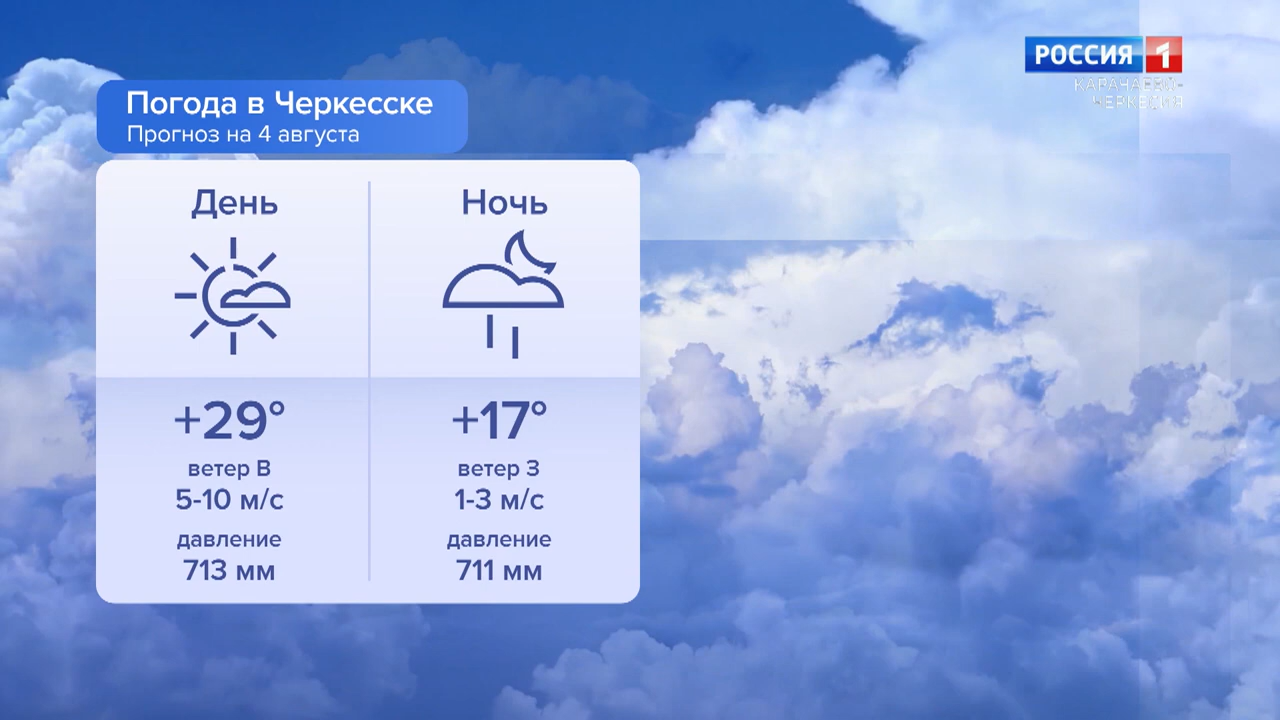 РОССИЯ 1
КАРАЧАЕВО-
ЧЕРКЕСИЯ
Погода в Черкесске
Прогноз на 4 августа
День
+29°
ветер В
5-10 м/с
давление
713 мм
Ночь
+17°
ветер З
1-3 м/с
давление
711 мм